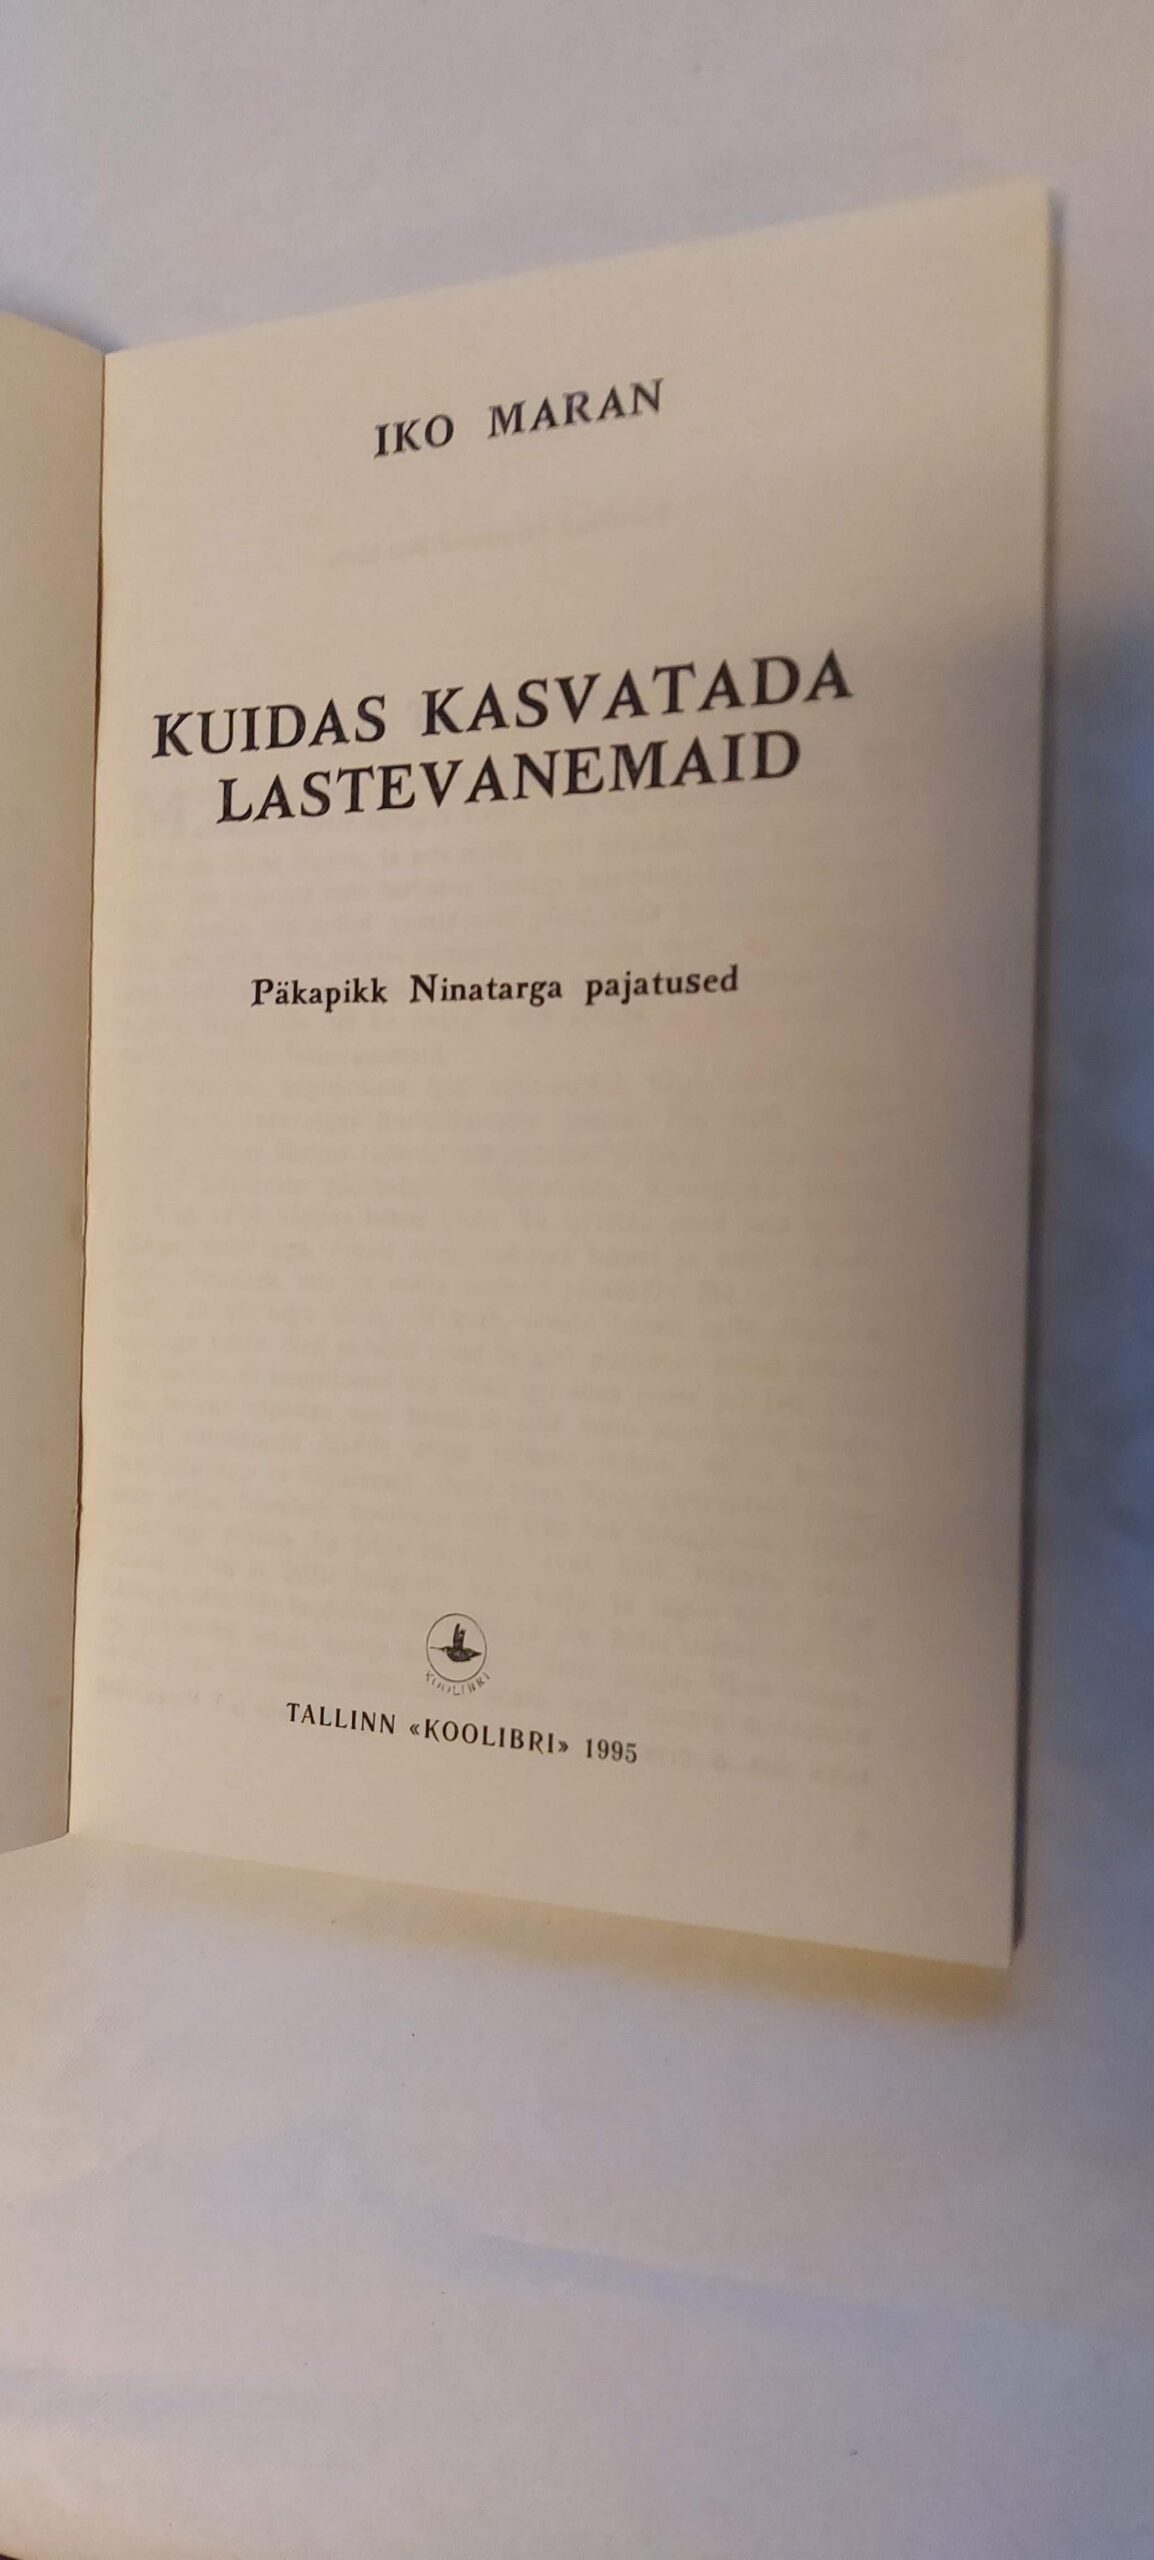 IKO MARAN
KUIDAS KASVATADA
LASTEVANEMAID
Päkapikk Ninatarga pajatused
KOOLIBRI
TALLINN «KOOLIBRI» 1995